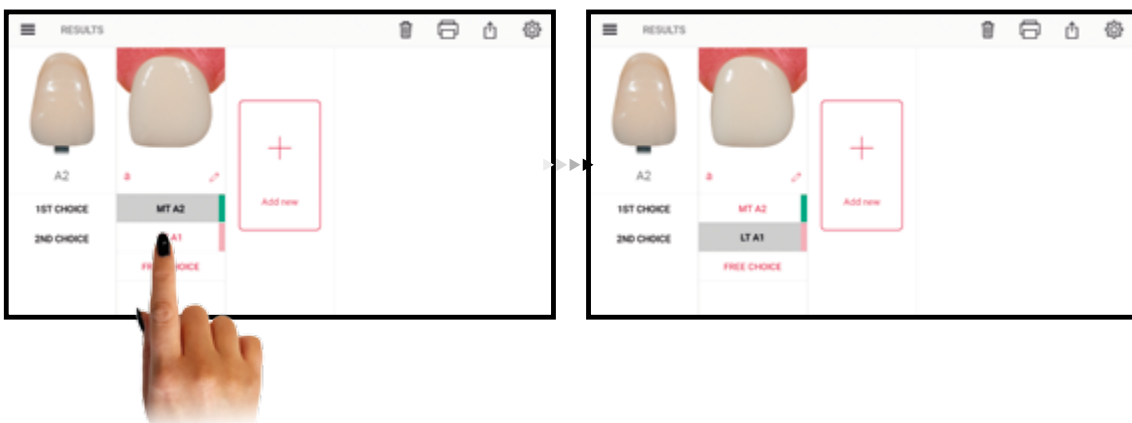 RESULTS
A2
1ST CHOICE
MT A2
2ND CHOICE
A1
Add new
RESULTS
A2
1ST CHOICE
MT A2
2ND CHOICE
LT A1
FREE CHOICE
Add new